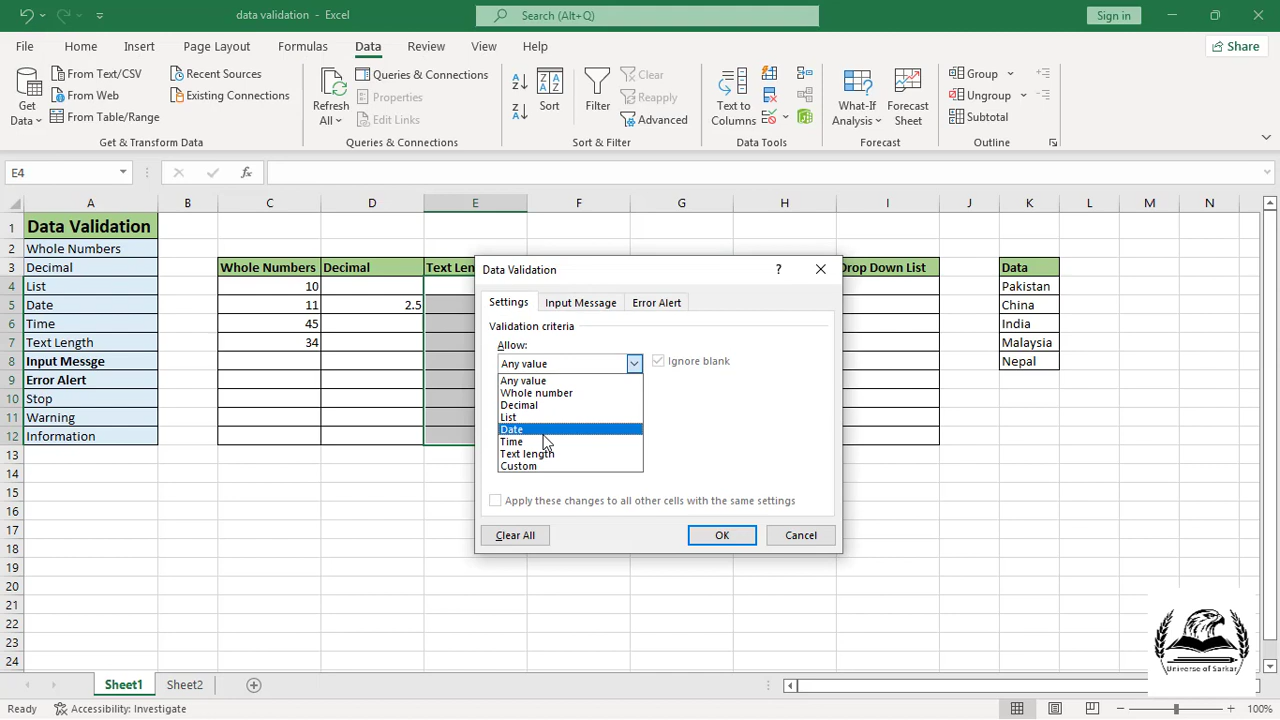 data validation - Excel
Search (Alt+Q)
Sign in
File Home Insert Page Layout Formulas Data Review View Help
Share
Get Data
From Text/CSV
From Web
From Table/Range
Recent Sources
Existing Connections
Get & Transform Data
Refresh All
Queries & Connections
Properties
Edit Links
Queries & Connections
Sort
Filter
Clear
Reapply
Advanced
Sort & Filter
Text to Columns
Data Tools
What-If Analysis
Forecast Sheet
Forecast
Group
Ungroup
Subtotal
Outline
E4
fx
A B C D E F G H I J K L M N
1 Data Validation
2 Whole Numbers
3 Decimal Whole Numbers Decimal Text Len Drop Down List Data
4 List 10 Pakistan
5 Date 11 2.5 China
6 Time 45 India
7 Text Length 34 Malaysia
8 Input Messge Nepal
9 Error Alert
10 Stop
11 Warning
12 Information
13
14
15
16
17
18
19
20
21
22
23
24
Data Validation
?
Settings Input Message Error Alert
Validation criteria
Allow:
Any value
Ignore blank
Any value
Whole number
Decimal
List
Date
Time
Text length
Custom
Apply these changes to all other cells with the same settings
Clear All OK Cancel
Universe of Sarkar
Sheet1 Sheet2
Ready Accessibility: Investigate 100%